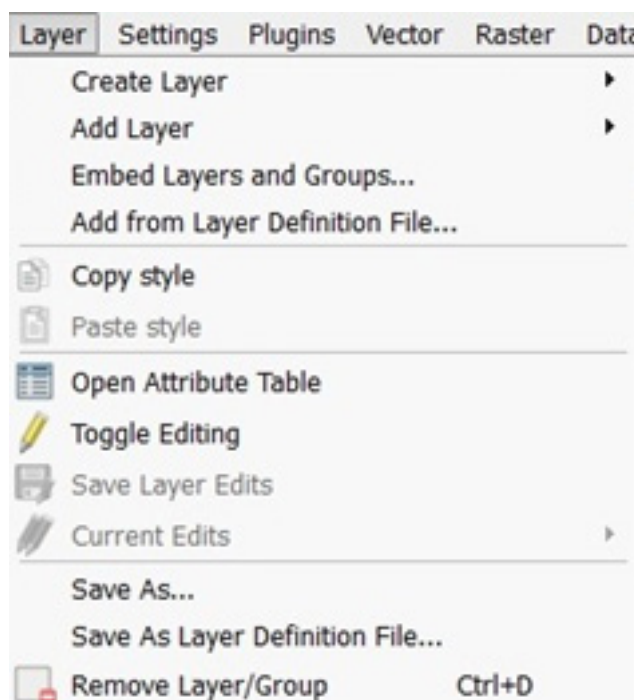 Layer Settings Plugins Vector Raster Data
Create Layer
Add Layer
Embed Layers and Groups...
Add from Layer Definition File...
Copy style
Paste style
Open Attribute Table
Toggle Editing
Save Layer Edits
Current Edits
Save As...
Save As Layer Definition File...
Remove Layer/Group Ctrl+D